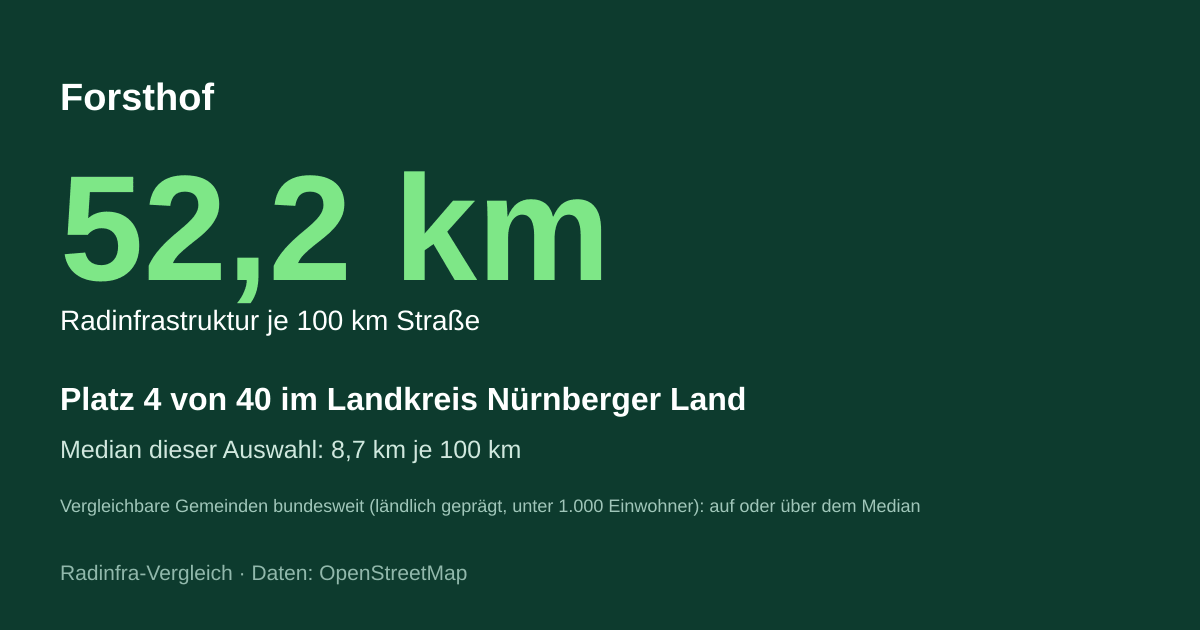 Forsthof
52,2 km
Radinfrastruktur je 100 km Straße
Platz 4 von 40 im Landkreis Nürnberger Land
Median dieser Auswahl: 8,7 km je 100 km
Vergleichbare Gemeinden bundesweit (ländlich geprägt, unter 1.000 Einwohner): auf oder über dem Median
Radinfra-Vergleich · Daten: OpenStreetMap